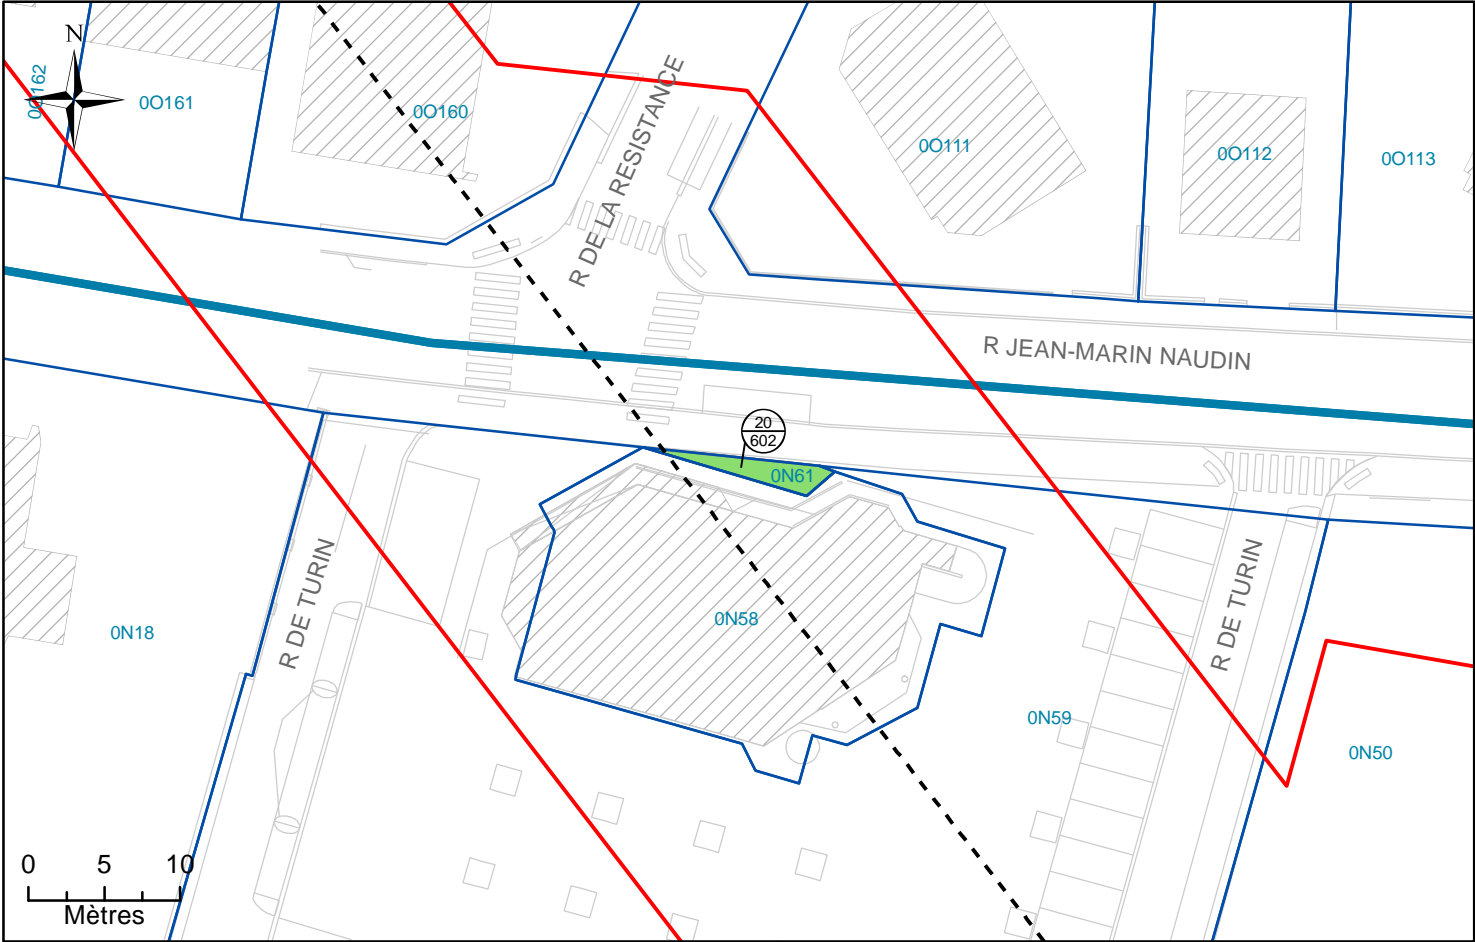 N
0O162
0O161
0O160
R DE LA RESISTANCE
0O111
0O112
0O113
R JEAN-MARIN NAUDIN
20
602
0N61
R DE TURIN
0N18
0N58
R DE TURIN
0N59
0N50
0 5 10
Mètres